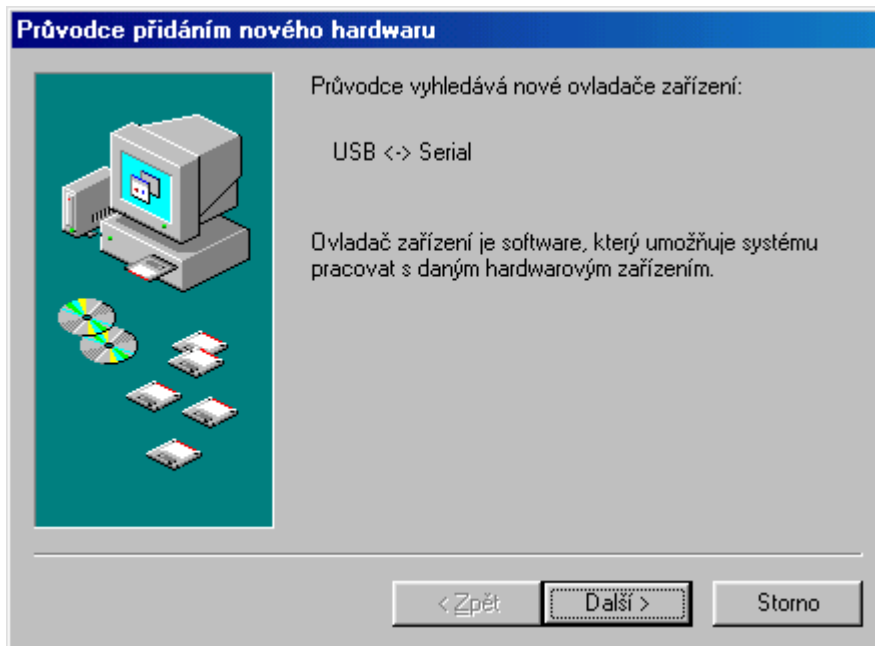 Průvodce přidáním nového hardwaru
Průvodce vyhledává nové ovladače zařízení:
USB <-> Serial
Ovladač zařízení je software, který umožňuje systému
pracovat s daným hardwarovým zařízením.
< Zpět
Další >
Storno